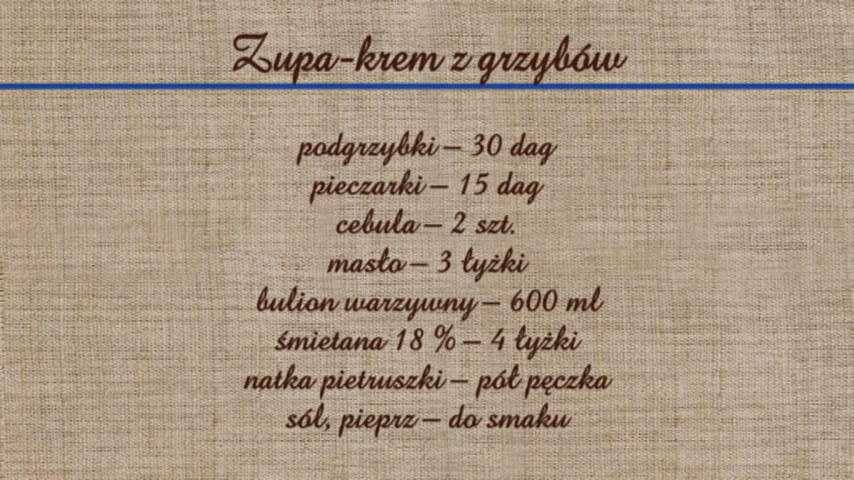 Zupa-krem z grzybów
podgrzybki – 30 dag
pieczarki – 15 dag
cebula – 2 szt.
masło – 3 łyżki
bulion warzywny – 600 ml
śmietana 18 % – 4 łyżki
natka pietruszki – pół pęczka
sól, pieprz – do smaku